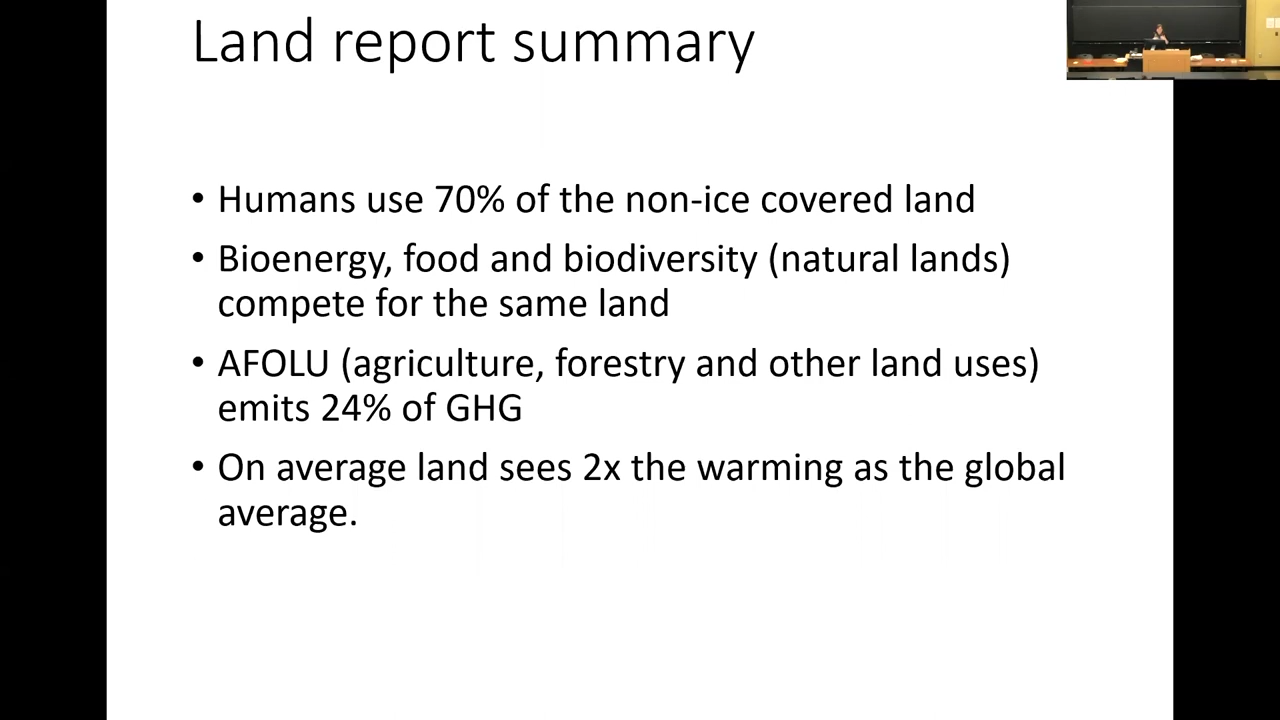 Land report summary
• Humans use 70% of the non-ice covered land
• Bioenergy, food and biodiversity (natural lands)
compete for the same land
• AFOLU (agriculture, forestry and other land uses)
emits 24% of GHG
• On average land sees 2x the warming as the global
average.